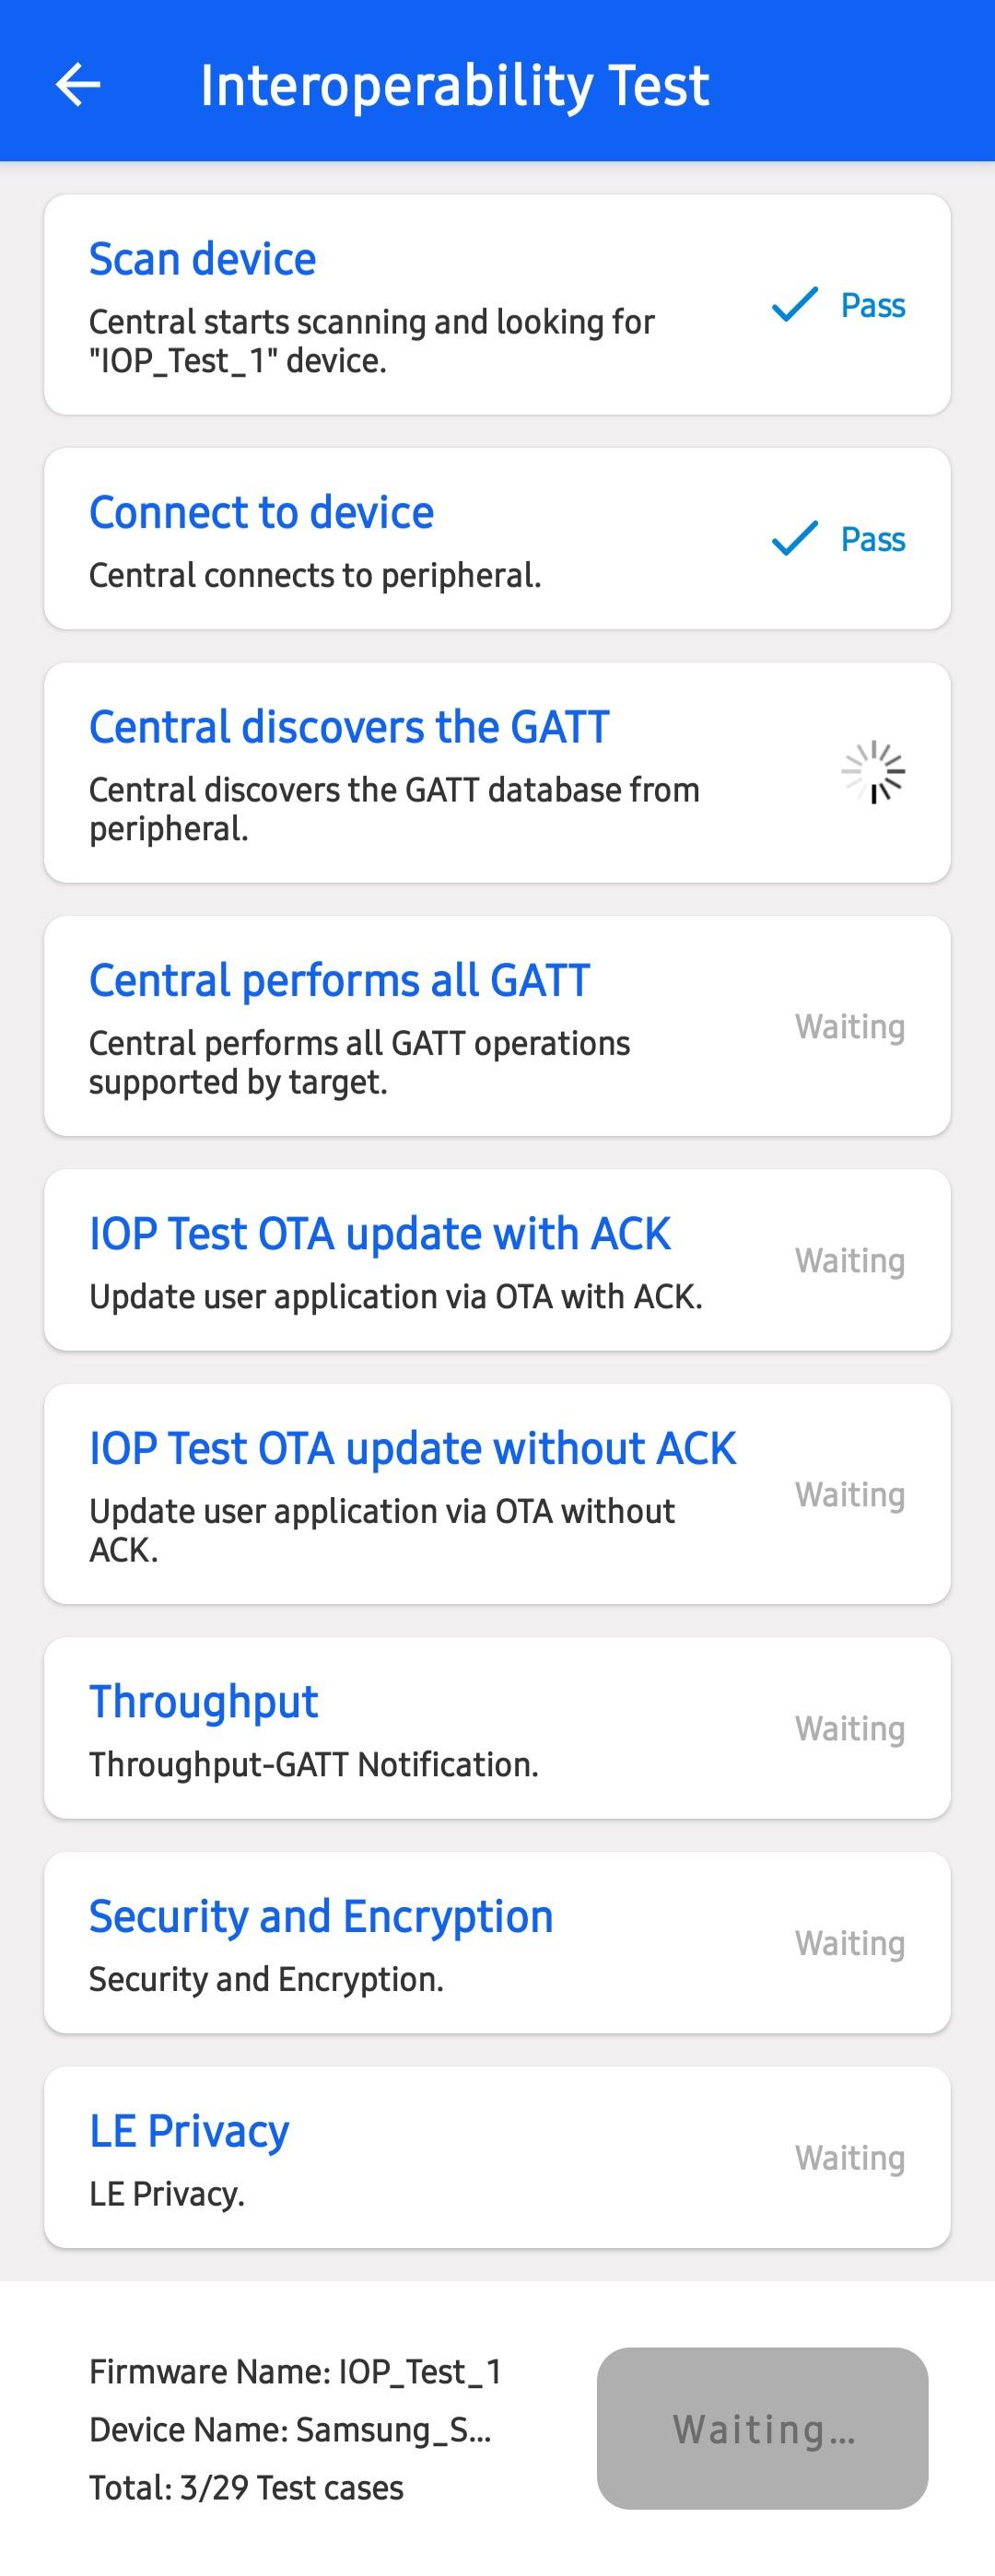 Interoperability Test
Scan device
Central starts scanning and looking for
"IOP_Test_1" device.
Pass
Connect to device
Central connects to peripheral.
Pass
Central discovers the GATT
Central discovers the GATT database from
peripheral.
Central performs all GATT
Central performs all GATT operations
supported by target.
Waiting
IOP Test OTA update with ACK
Update user application via OTA with ACK.
Waiting
IOP Test OTA update without ACK
Update user application via OTA without
ACK.
Waiting
Throughput
Throughput-GATT Notification.
Waiting
Security and Encryption
Security and Encryption.
Waiting
LE Privacy
LE Privacy.
Waiting
Firmware Name: IOP_Test_1
Device Name: Samsung_S...
Total: 3/29 Test cases
Waiting...